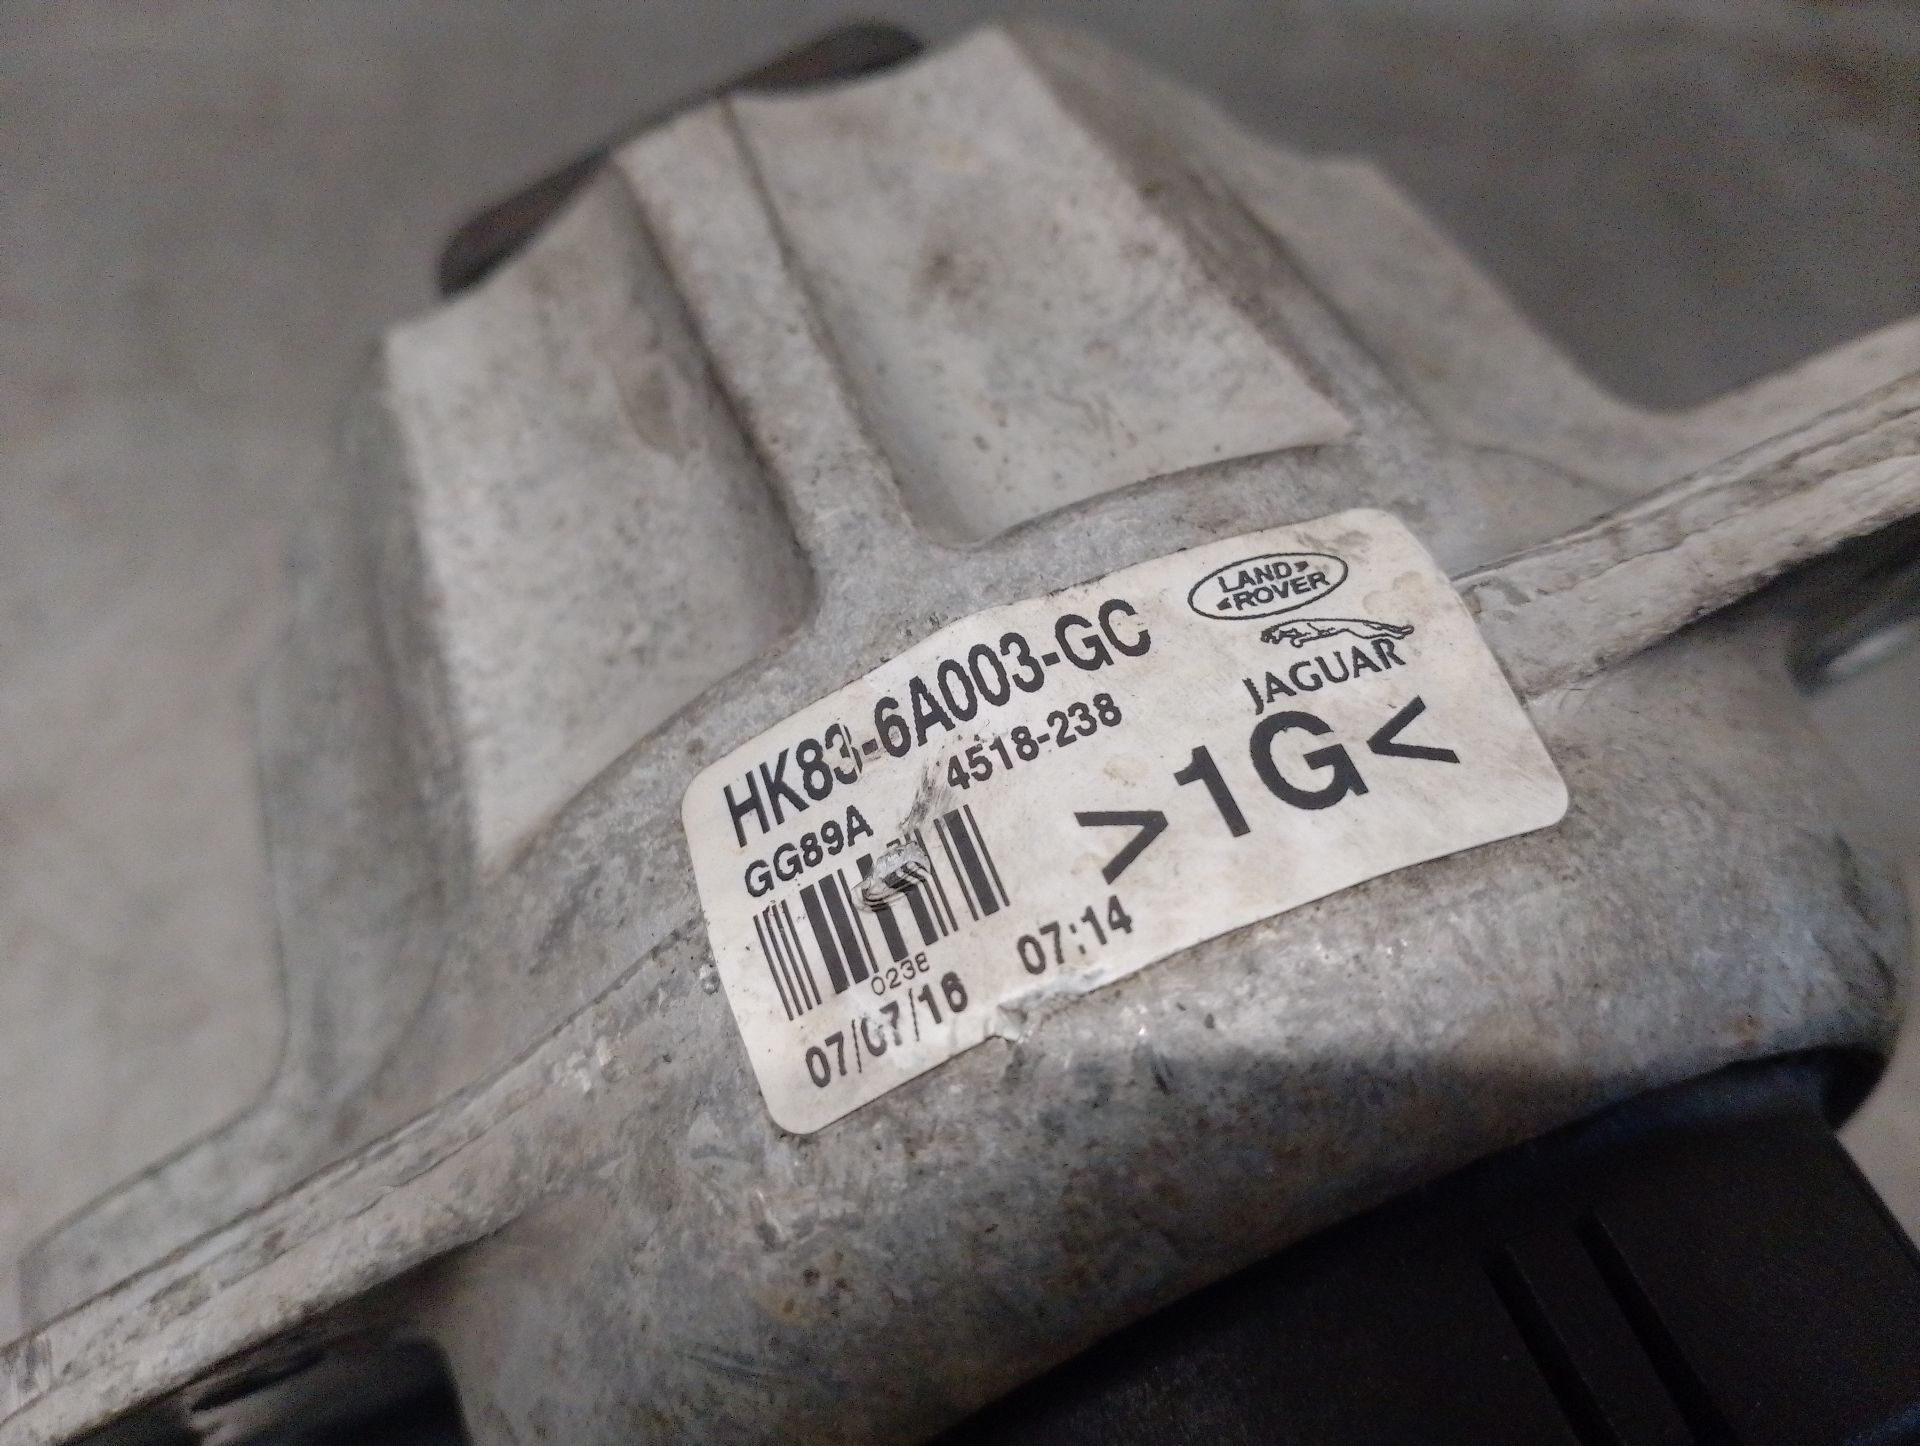 LAND ROVER
JAGUAR
HK83-6A003-GC
GG89A 4518-238
>1G<
0238
07/07/16 07:14